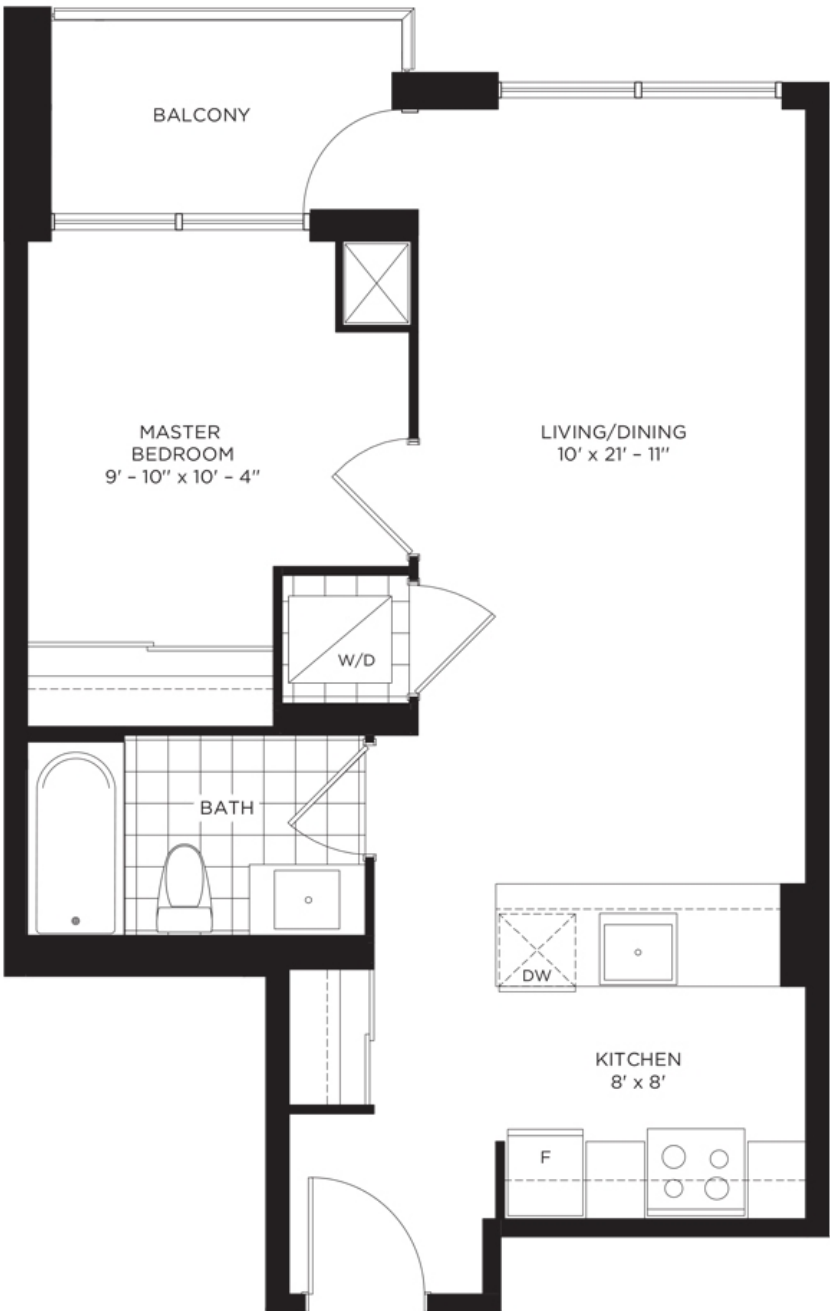 BALCONY
MASTER
BEDROOM
9' – 10'' x 10' – 4''
LIVING/DINING
10' x 21' – 11''
W/D
BATH
DW
KITCHEN
8' x 8'
F